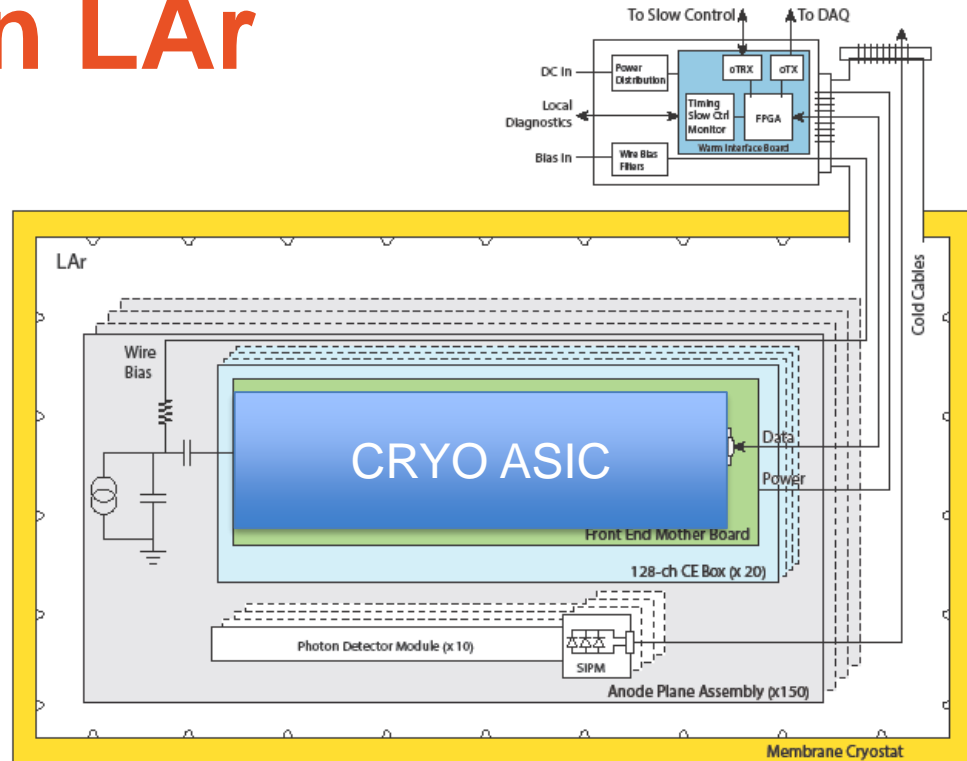 n LAr
To Slow Control
To DAQ
DC In
Power
Distribution
oTRX
oTX
Local
Diagnostics
Timing
Slow Ctrl
Monitor
FPGA
Warm Interface Board
Bias In
Wire Bias
Filters
LAr
Cold Cables
Wire
Bias
CRYO ASIC
Data
Power
Front End Mother Board
128-ch CE Box (x 20)
Photon Detector Module (x 10)
SIPM
Anode Plane Assembly (x150)
Membrane Cryostat